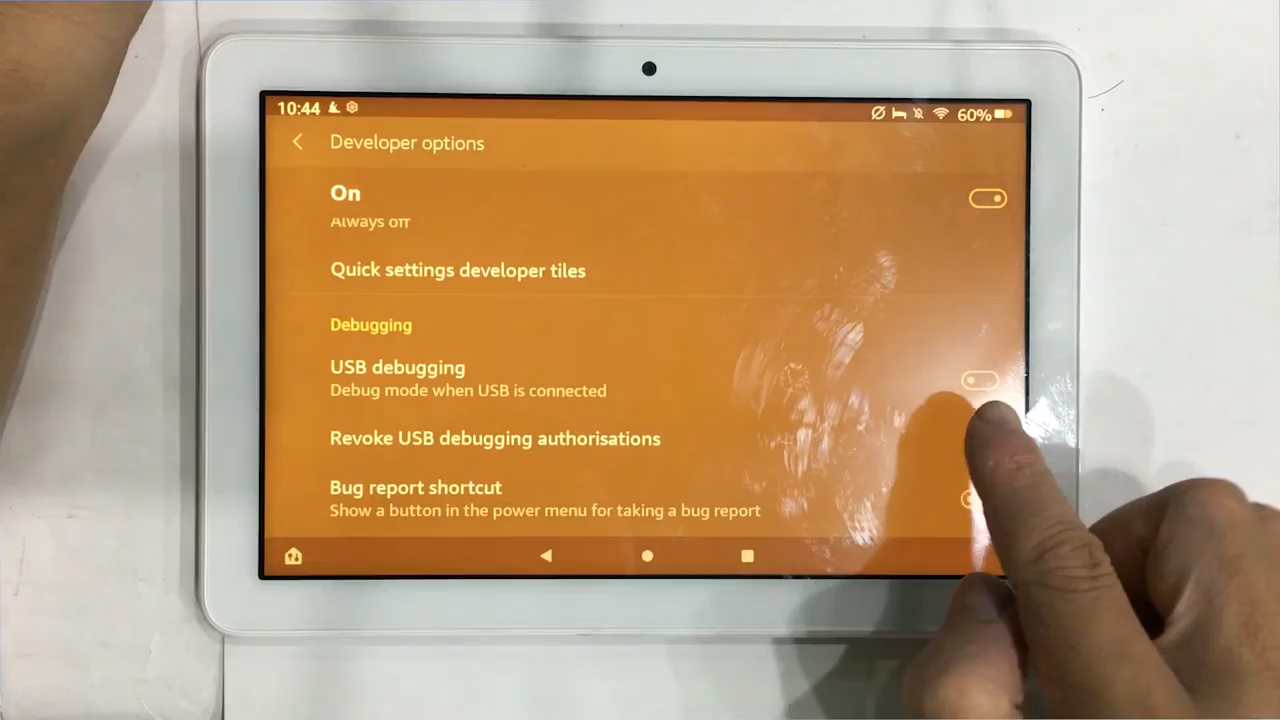 10:44
60%
Developer options
On
Always off
Quick settings developer tiles
Debugging
USB debugging
Debug mode when USB is connected
Revoke USB debugging authorisations
Bug report shortcut
Show a button in the power menu for taking a bug report